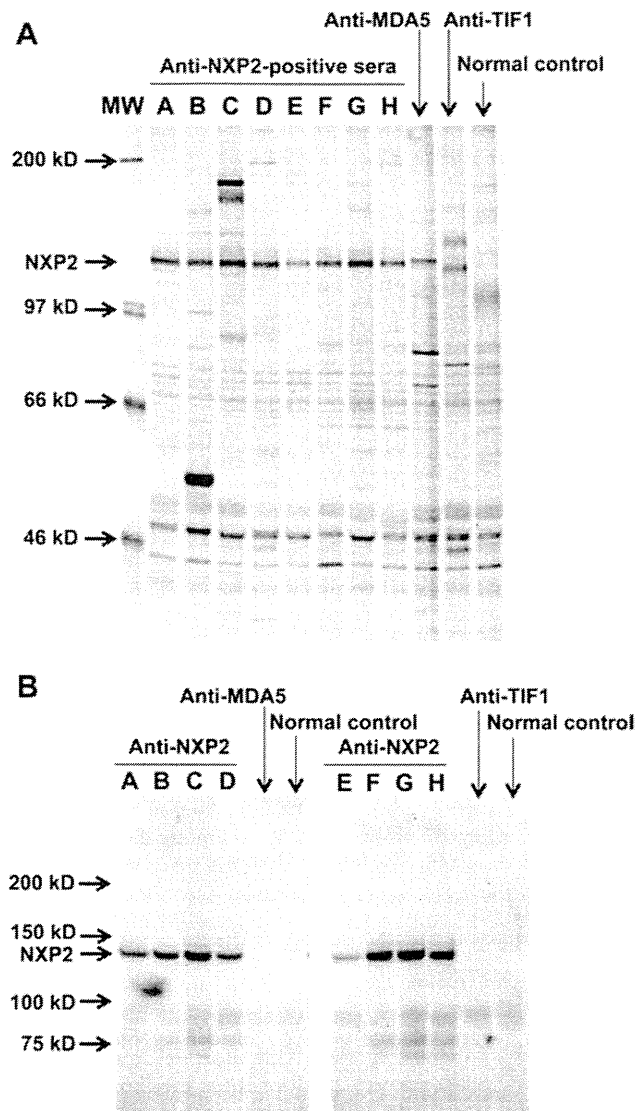 A
Anti-MDA5 Anti-TIF1
Anti-NXP2-positive sera Normal control
MW A B C D E F G H
200 kD
NXP2
97 kD
66 kD
46 kD
B
Anti-MDA5 Anti-TIF1
Normal control Normal control
Anti-NXP2 Anti-NXP2
A B C D E F G H
200 kD
150 kD
NXP2
100 kD
75 kD